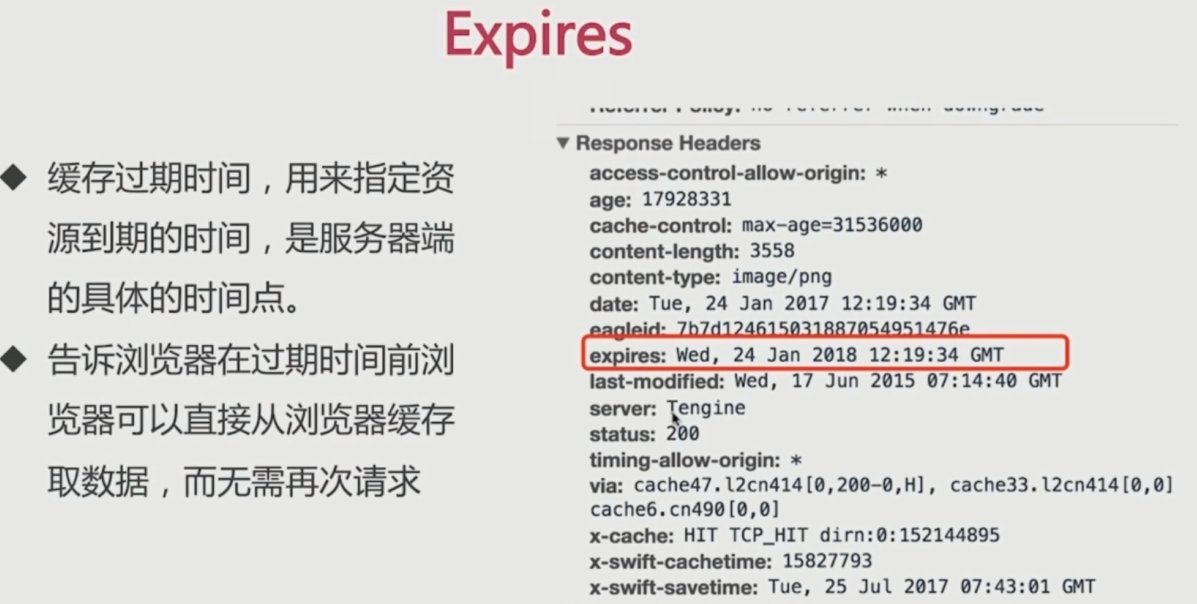 Expires
缓存过期时间，用来指定资
源到期的时间，是服务器端
的具体的时间点。
告诉浏览器在过期时间前浏
览器可以直接从浏览器缓存
取数据，而无需再次请求
Response Headers
access-control-allow-origin: *
age: 17928331
cache-control: max-age=31536000
content-length: 3558
content-type: image/png
date: Tue, 24 Jan 2017 12:19:34 GMT
eagleid: 7b7d124615031887054951476e
expires: Wed, 24 Jan 2018 12:19:34 GMT
last-modified: Wed, 17 Jun 2015 07:14:40 GMT
server: Tengine
status: 200
timing-allow-origin: *
via: cache47.l2cn414[0,200-0,H], cache33.l2cn414[0,0]
cache6.cn490[0,0]
x-cache: HIT TCP_HIT dirn:0:152144895
x-swift-cachetime: 15827793
x-swift-savetime: Tue, 25 Jul 2017 07:43:01 GMT